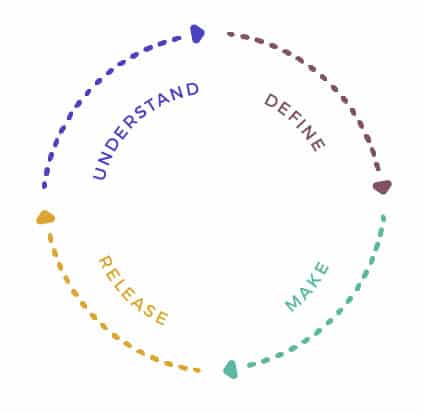 UNDERSTAND
DEFINE
MAKE
RELEASE